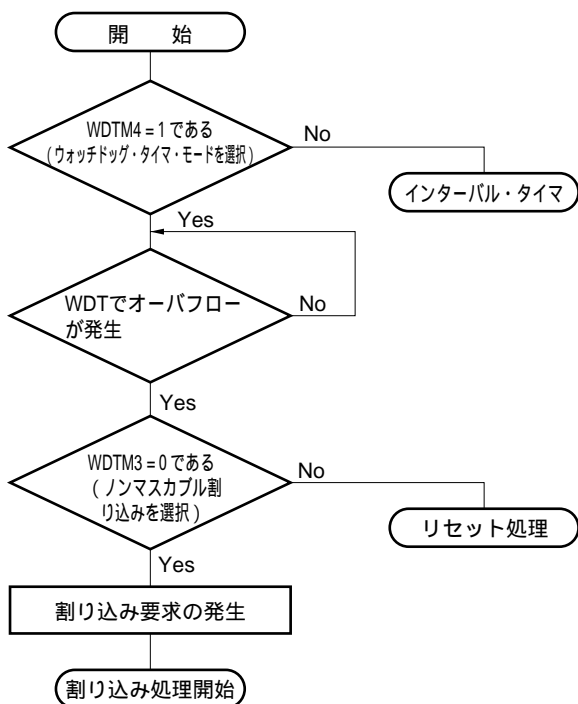 開 始
WDTM4 = 1 である
(ウォッチドッグ・タイマ・モードを選択)
No
インターバル・タイマ
Yes
WDTでオーバフロー
が発生
No
Yes
WDTM3 = 0 である
(ノンマスカブル割
り込みを選択)
No
リセット処理
Yes
割り込み要求の発生
割り込み処理開始